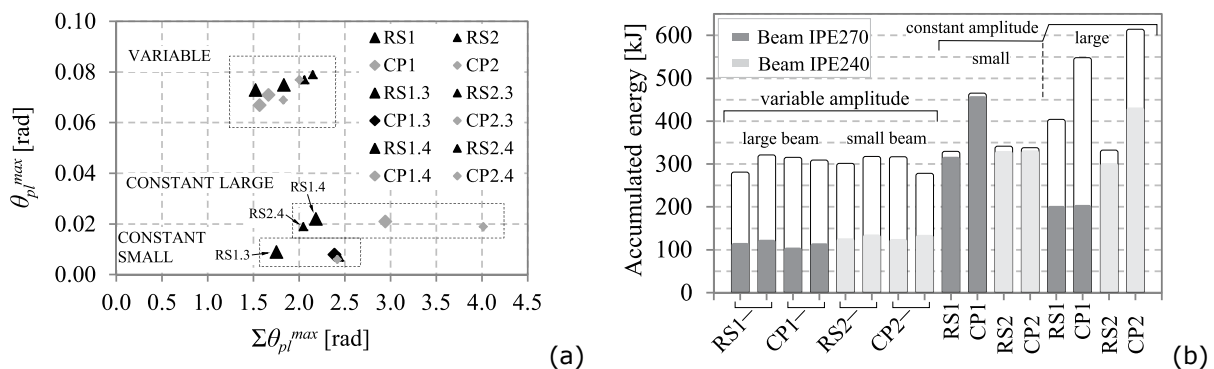 0.10
0.08
0.06
0.04
0.02
0.00
θpl^max [rad]
VARIABLE
CONSTANT LARGE
CONSTANT
SMALL
RS1.4
RS2.4
RS1.3
RS1 RS2
CP1 CP2
RS1.3 RS2.3
CP1.3 CP2.3
RS1.4 RS2.4
CP1.4 CP2.4
0.0 0.5 1.0 1.5 2.0 2.5 3.0 3.5 4.0 4.5
Σθpl^max [rad]
(a)
Accumulated energy [kJ]
600
500
400
300
200
100
0
Beam IPE270
Beam IPE240
constant amplitude
small
large
variable amplitude
large beam
small beam
RS1– CP1– RS2– CP2– RS1 CP1 RS2 CP2 RS1 CP1 RS2 CP2
(b)